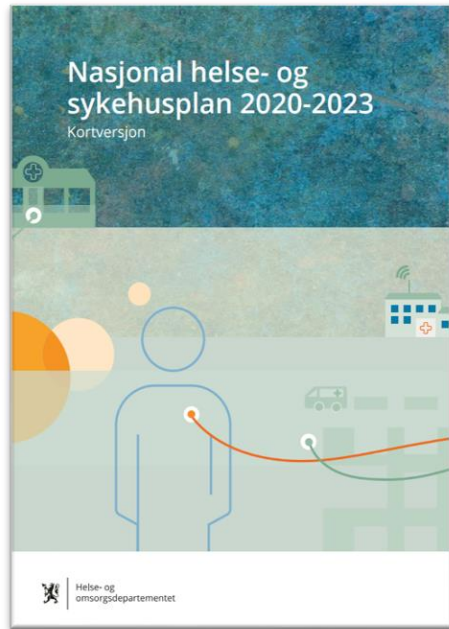 Nasjonal helse- og
sykehusplan 2020-2023
Kortversjon
Helse- og
omsorgsdepartementet